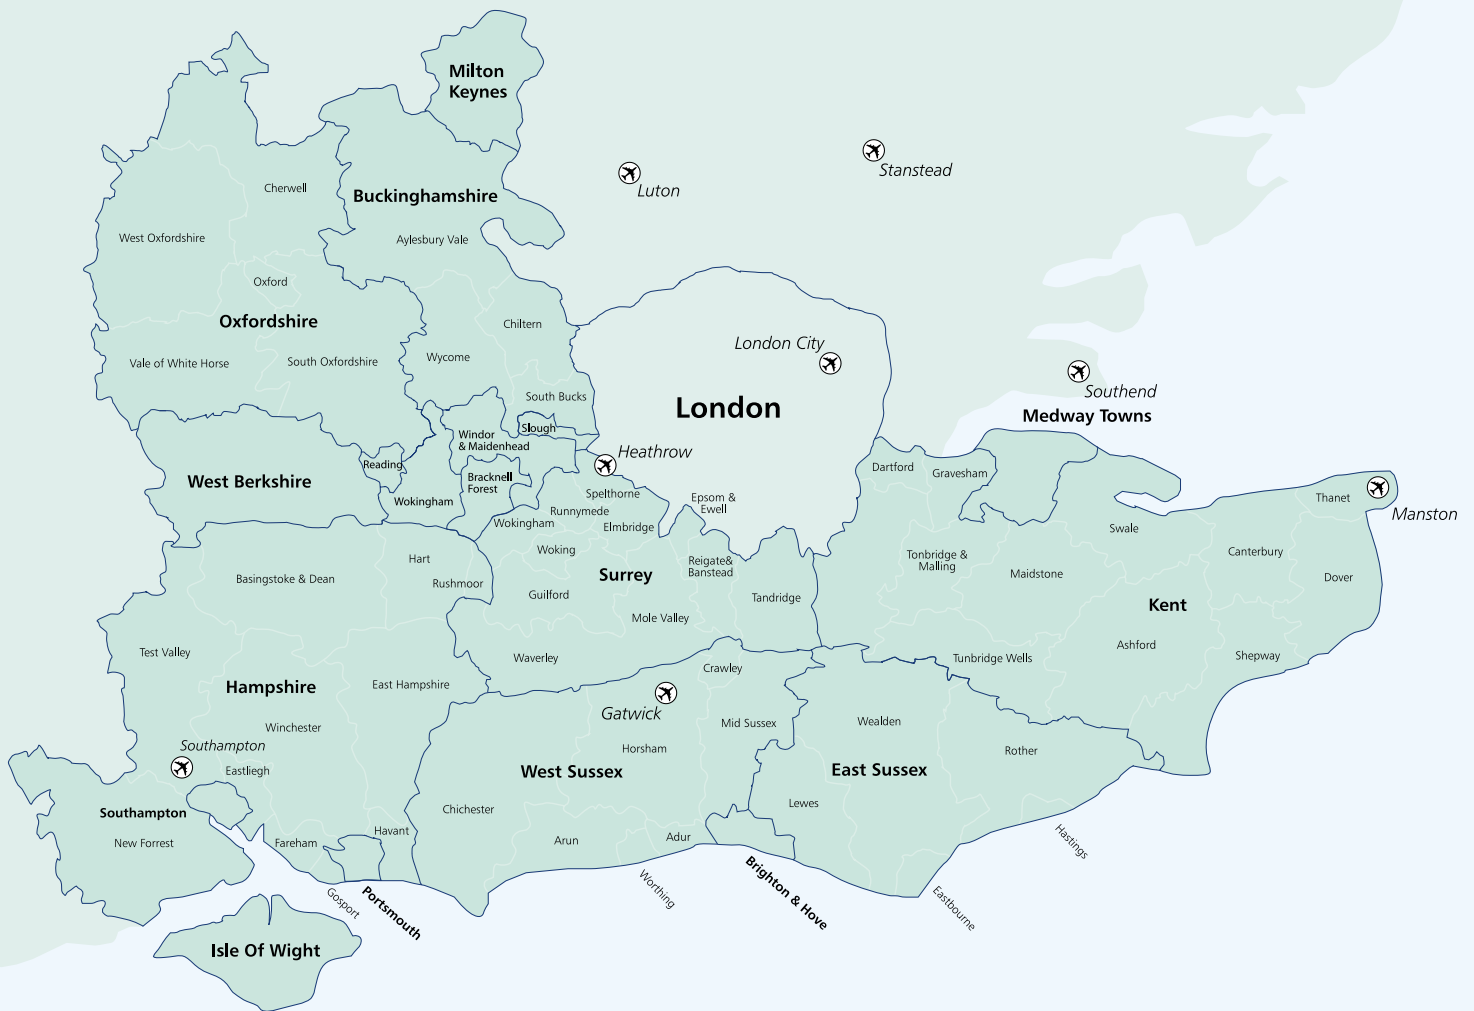 Milton
Keynes
Stanstead
Luton
Cherwell
Buckinghamshire
West Oxfordshire
Aylesbury Vale
Oxford
Oxfordshire
Chiltern
London City
Vale of White Horse
South Oxfordshire
Wycome
Southend
South Bucks
London
Medway Towns
Slough
Windor
& Maidenhead
Heathrow
Reading
Dartford
Gravesham
West Berkshire
Bracknell
Forest
Spelthorne
Thanet
Wokingham
Epsom &
Ewell
Manston
Runnymede
Wokingham
Elmbridge
Swale
Hart
Woking
Canterbury
Basingstoke & Dean
Rushmoor
Surrey
Reigate&
Banstead
Tonbridge &
Malling
Maidstone
Dover
Guilford
Tandridge
Kent
Mole Valley
Test Valley
Waverley
Tunbridge Wells
Ashford
Shepway
Crawley
Hampshire
East Hampshire
Gatwick
Winchester
Mid Sussex
Wealden
Southampton
Horsham
Rother
Eastliegh
West Sussex
East Sussex
Southampton
Chichester
Lewes
New Forrest
Fareham
Havant
Arun
Adur
Hastings
Gosport
Portsmouth
Worthing
Brighton & Hove
Eastbourne
Isle Of Wight